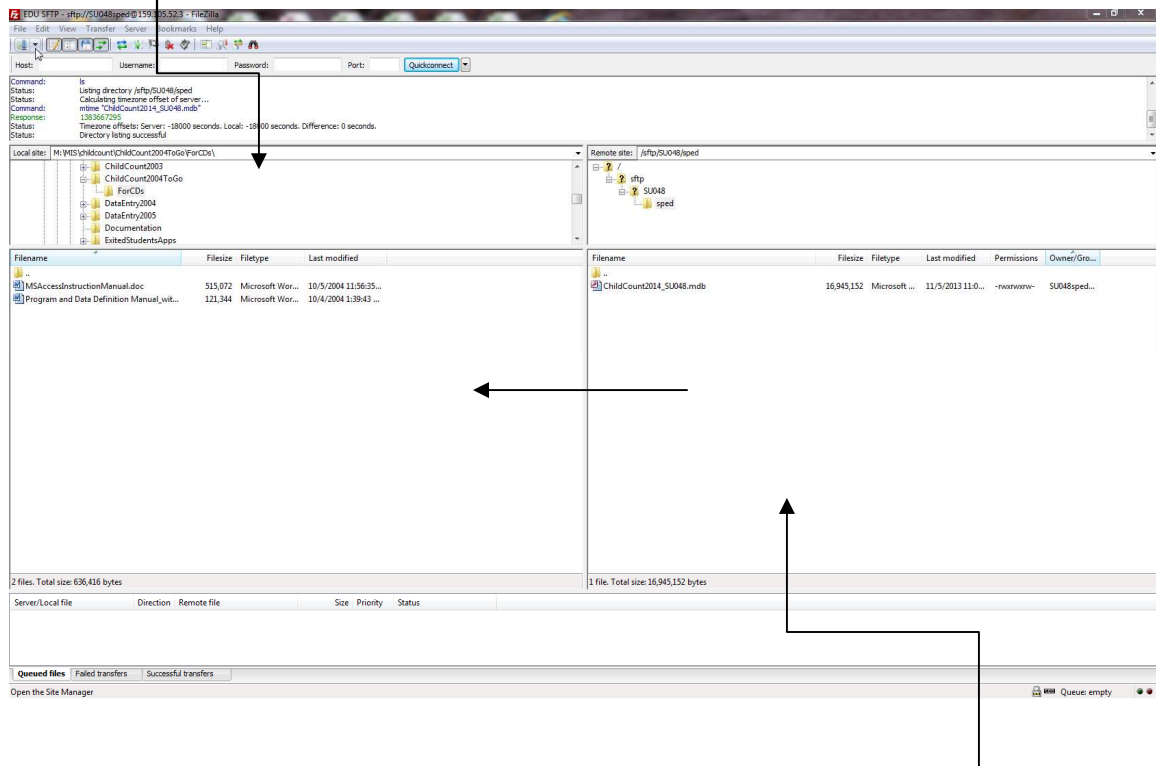 EDU SFTP - sftp://SU048sped@159.105.52.3 - FileZilla
File Edit View Transfer Server Bookmarks Help
Host: Username: Password: Port: Quickconnect
Command: ls
Status: Listing directory /sftp/SU048/sped
Status: Calculating timezone offset of server...
Command: mtime "ChildCount2014_SU048.mdb"
Response: 1383667295
Status: Timezone offsets: Server: -18000 seconds. Local: -18000 seconds. Difference: 0 seconds.
Status: Directory listing successful
Local site: M:\MIS\childcount\ChildCount2004ToGo\ForCDs\
ChildCount2003
ChildCount2004ToGo
ForCDs
DataEntry2004
DataEntry2005
Documentation
ExitedStudentsApps
Remote site: /sftp/SU048/sped
/
sftp
SU048
sped
Filename Filesize Filetype Last modified
..
MSAccessInstructionManual.doc 515,072 Microsoft Wor... 10/5/2004 11:56:35...
Program and Data Definition Manual_wit... 121,344 Microsoft Wor... 10/4/2004 1:39:43 ...
2 files. Total size: 636,416 bytes
Filename Filesize Filetype Last modified Permissions Owner/Gro...
..
ChildCount2014_SU048.mdb 16,945,152 Microsoft ... 11/5/2013 11:0... -rwxrwxrw- SU048sped...
1 file. Total size: 16,945,152 bytes
Server/Local file Direction Remote file Size Priority Status
Queued files Failed transfers Successful transfers
Open the Site Manager Queue: empty